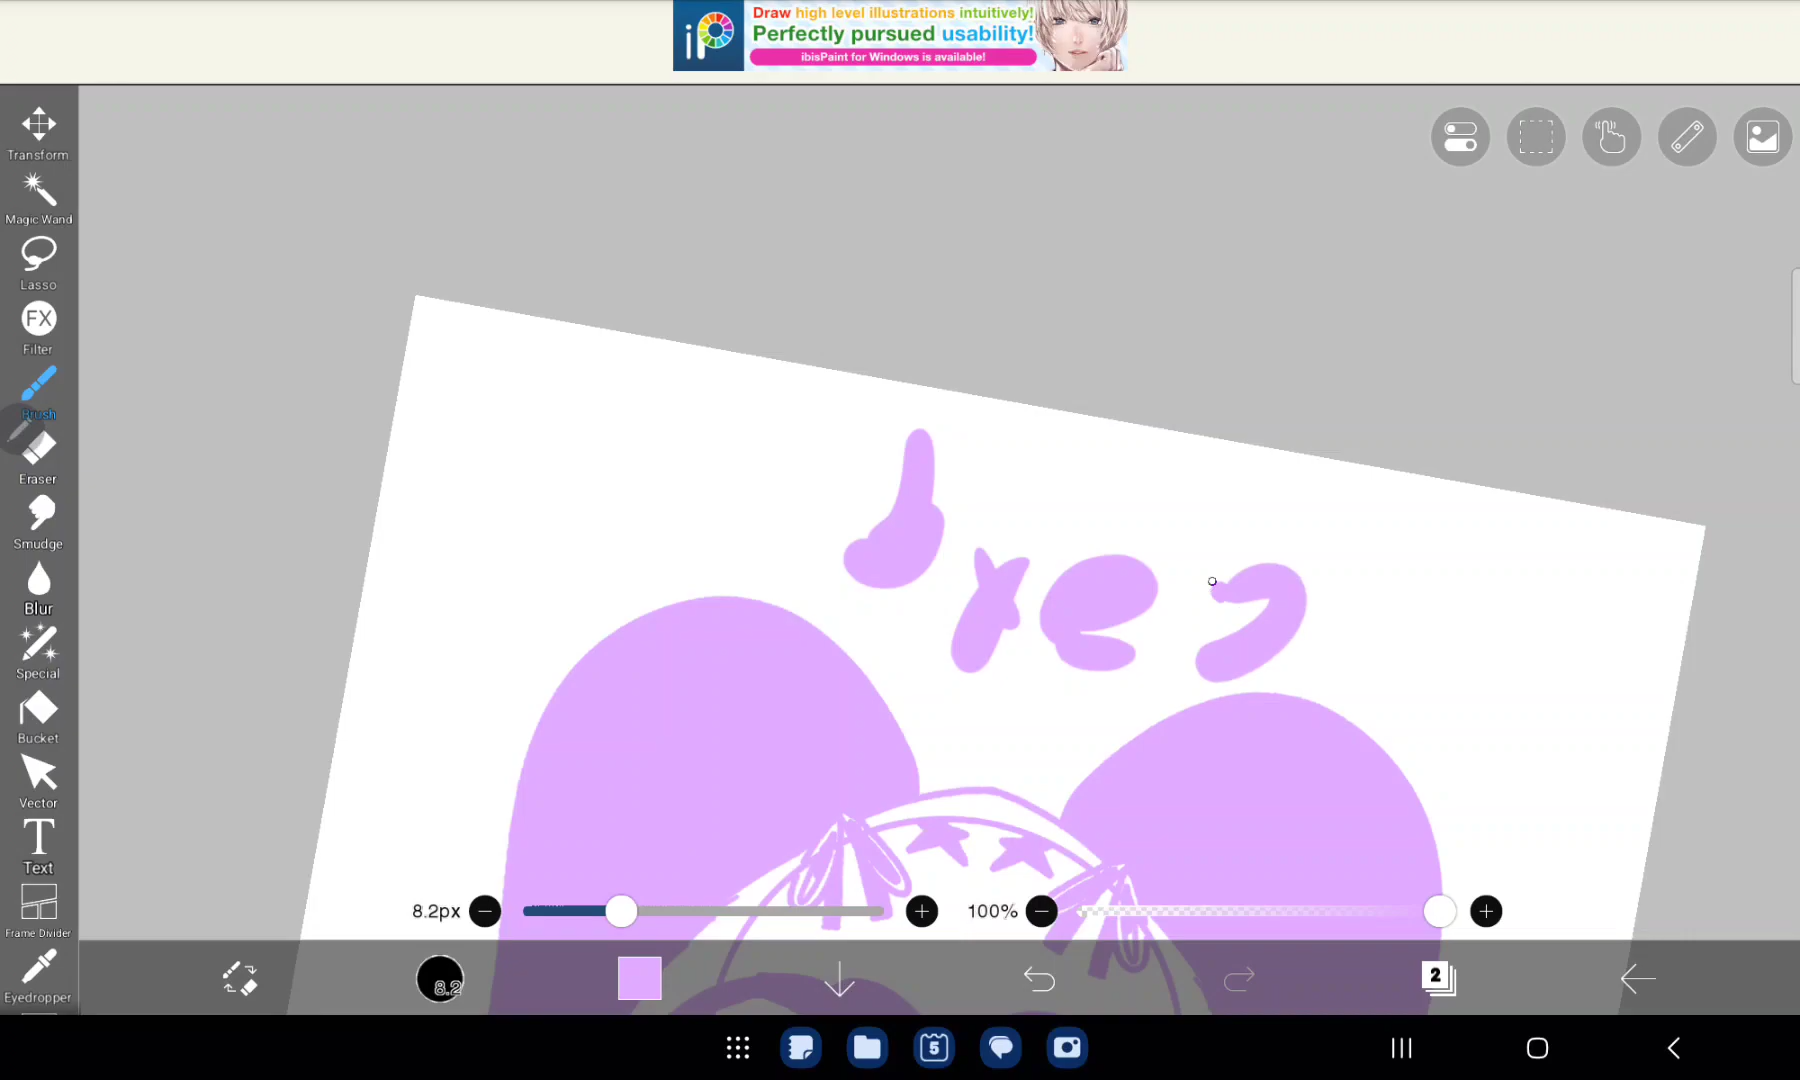 Draw high level illustrations intuitively!
Perfectly pursued usability!
ibisPaint for Windows is available!
Transform
Magic Wand
Lasso
FX
Filter
Brush
Eraser
Smudge
Blur
Special
Bucket
Vector
T
Text
Frame Divider
Eyedropper
8.2px
100%
8.2
2
5